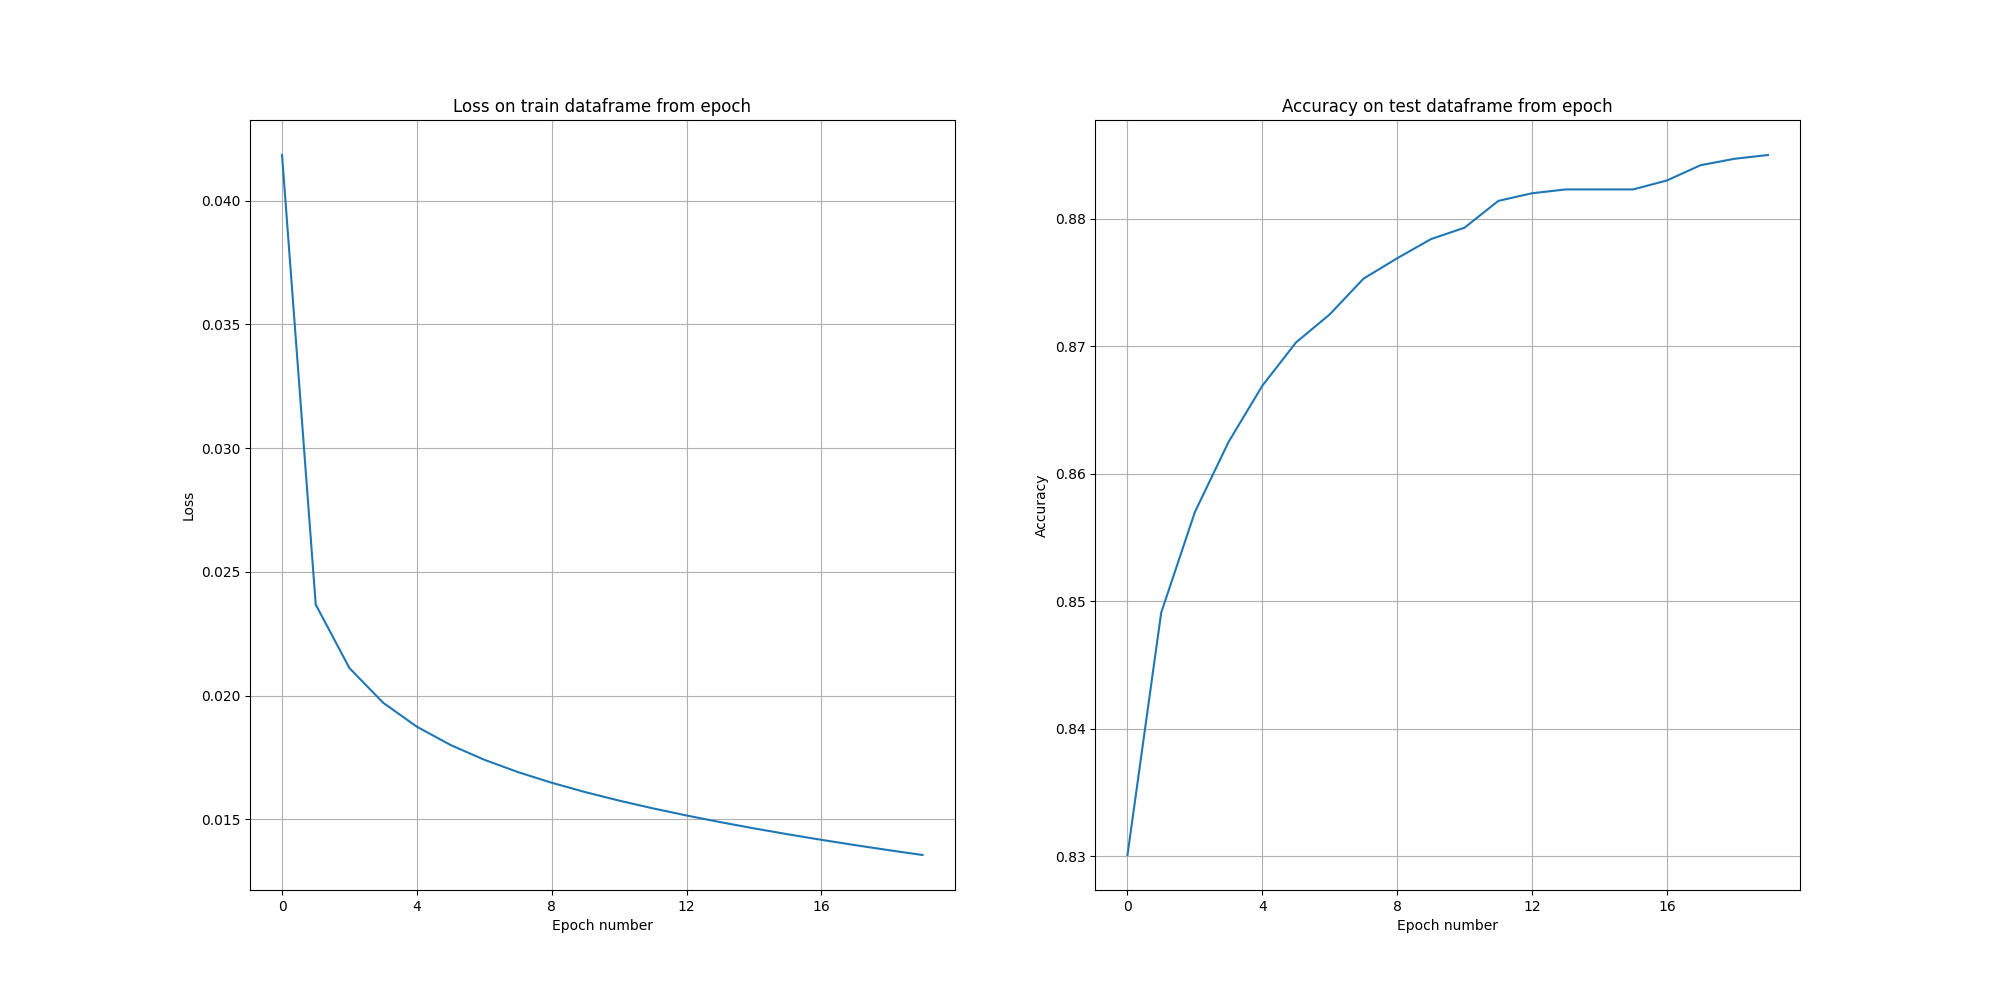 Loss on train dataframe from epoch
0.040
0.035
0.030
0.025
0.020
0.015
Loss
0 4 8 12 16
Epoch number
Accuracy on test dataframe from epoch
0.88
0.87
0.86
0.85
0.84
0.83
Accuracy
0 4 8 12 16
Epoch number